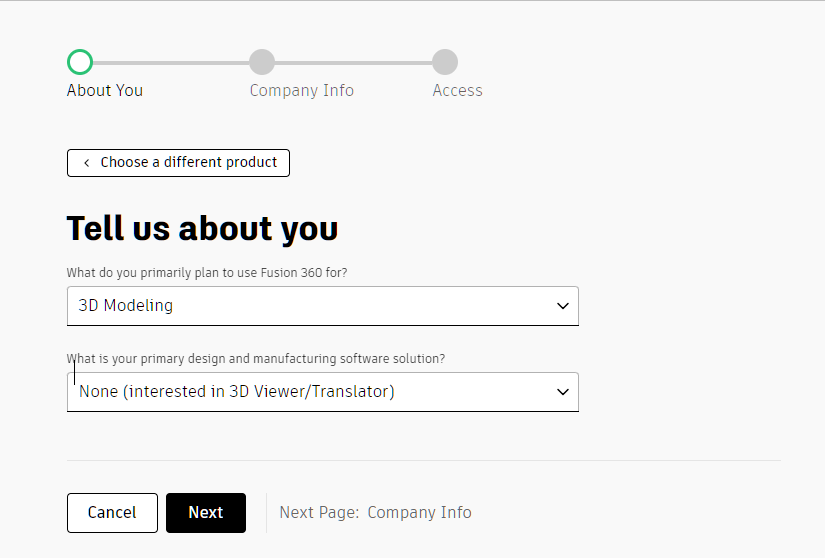 About You
Company Info
Access
Choose a different product
Tell us about you
What do you primarily plan to use Fusion 360 for?
3D Modeling
What is your primary design and manufacturing software solution?
None (interested in 3D Viewer/Translator)
Cancel
Next
Next Page: Company Info